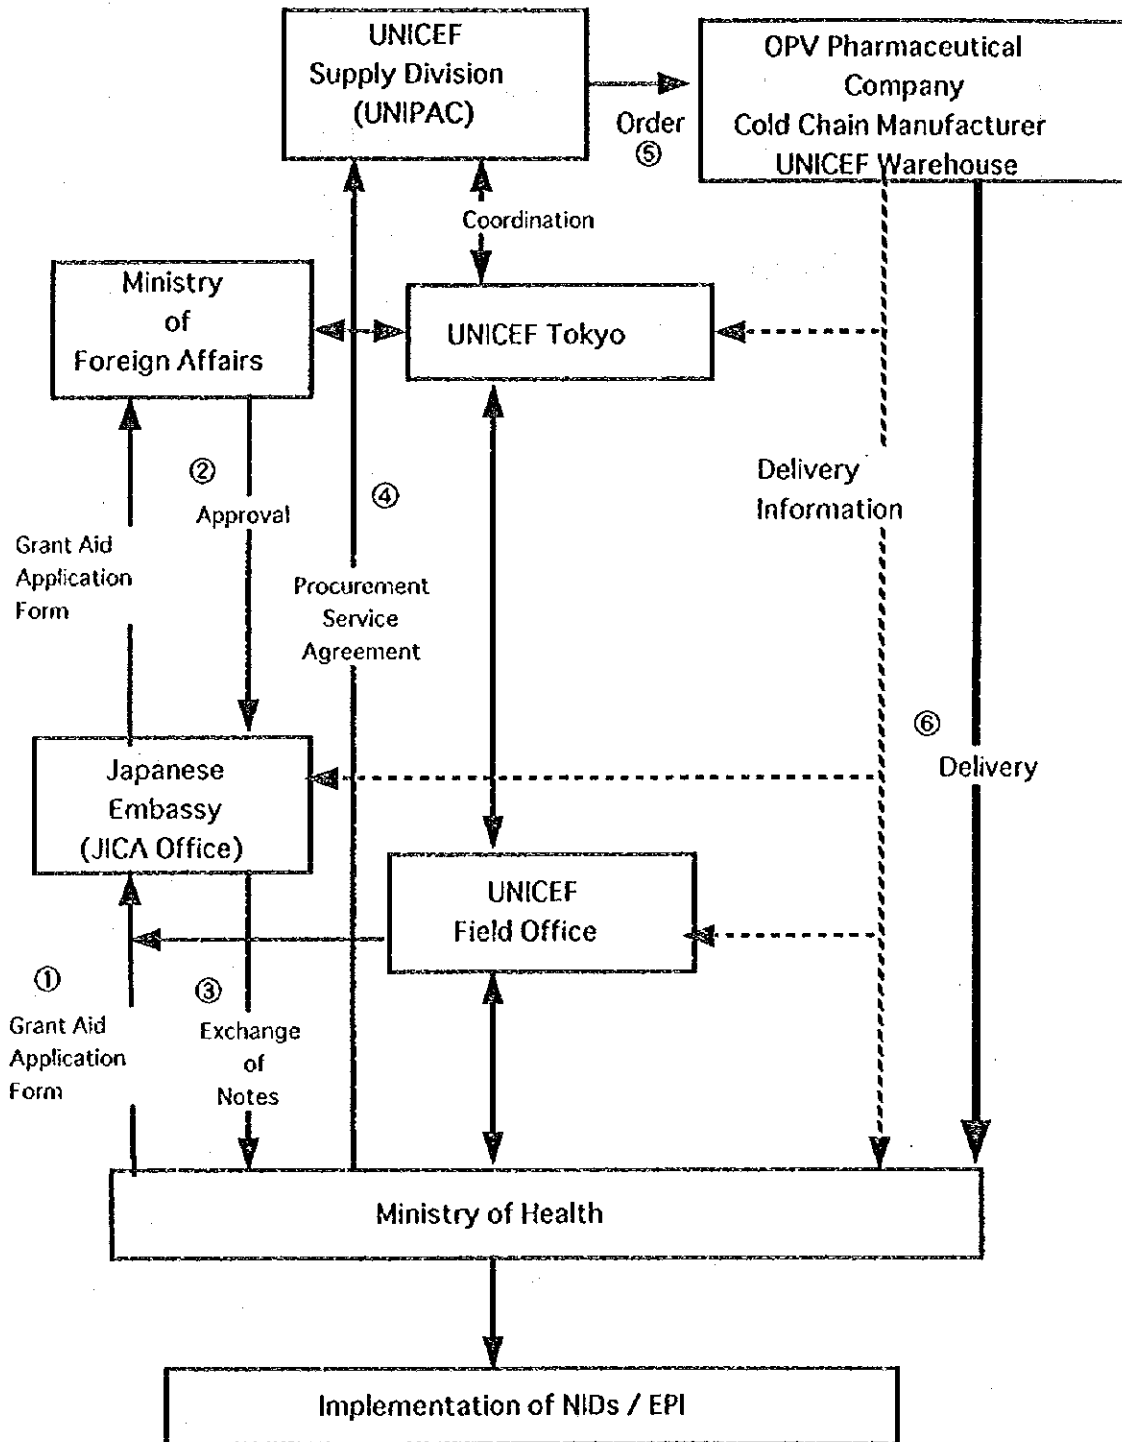 UNICEF
Supply Division
(UNIPAC)
OPV Pharmaceutical
Company
Cold Chain Manufacturer
UNICEF Warehouse
Order
⑤
Coordination
Ministry
of
Foreign Affairs
UNICEF Tokyo
②
Approval
④
Delivery
Information
Grant Aid
Application
Form
Procurement
Service
Agreement
⑥
Delivery
Japanese
Embassy
(JICA Office)
UNICEF
Field Office
①
Grant Aid
Application
Form
③
Exchange
of
Notes
Ministry of Health
Implementation of NIDs / EPI